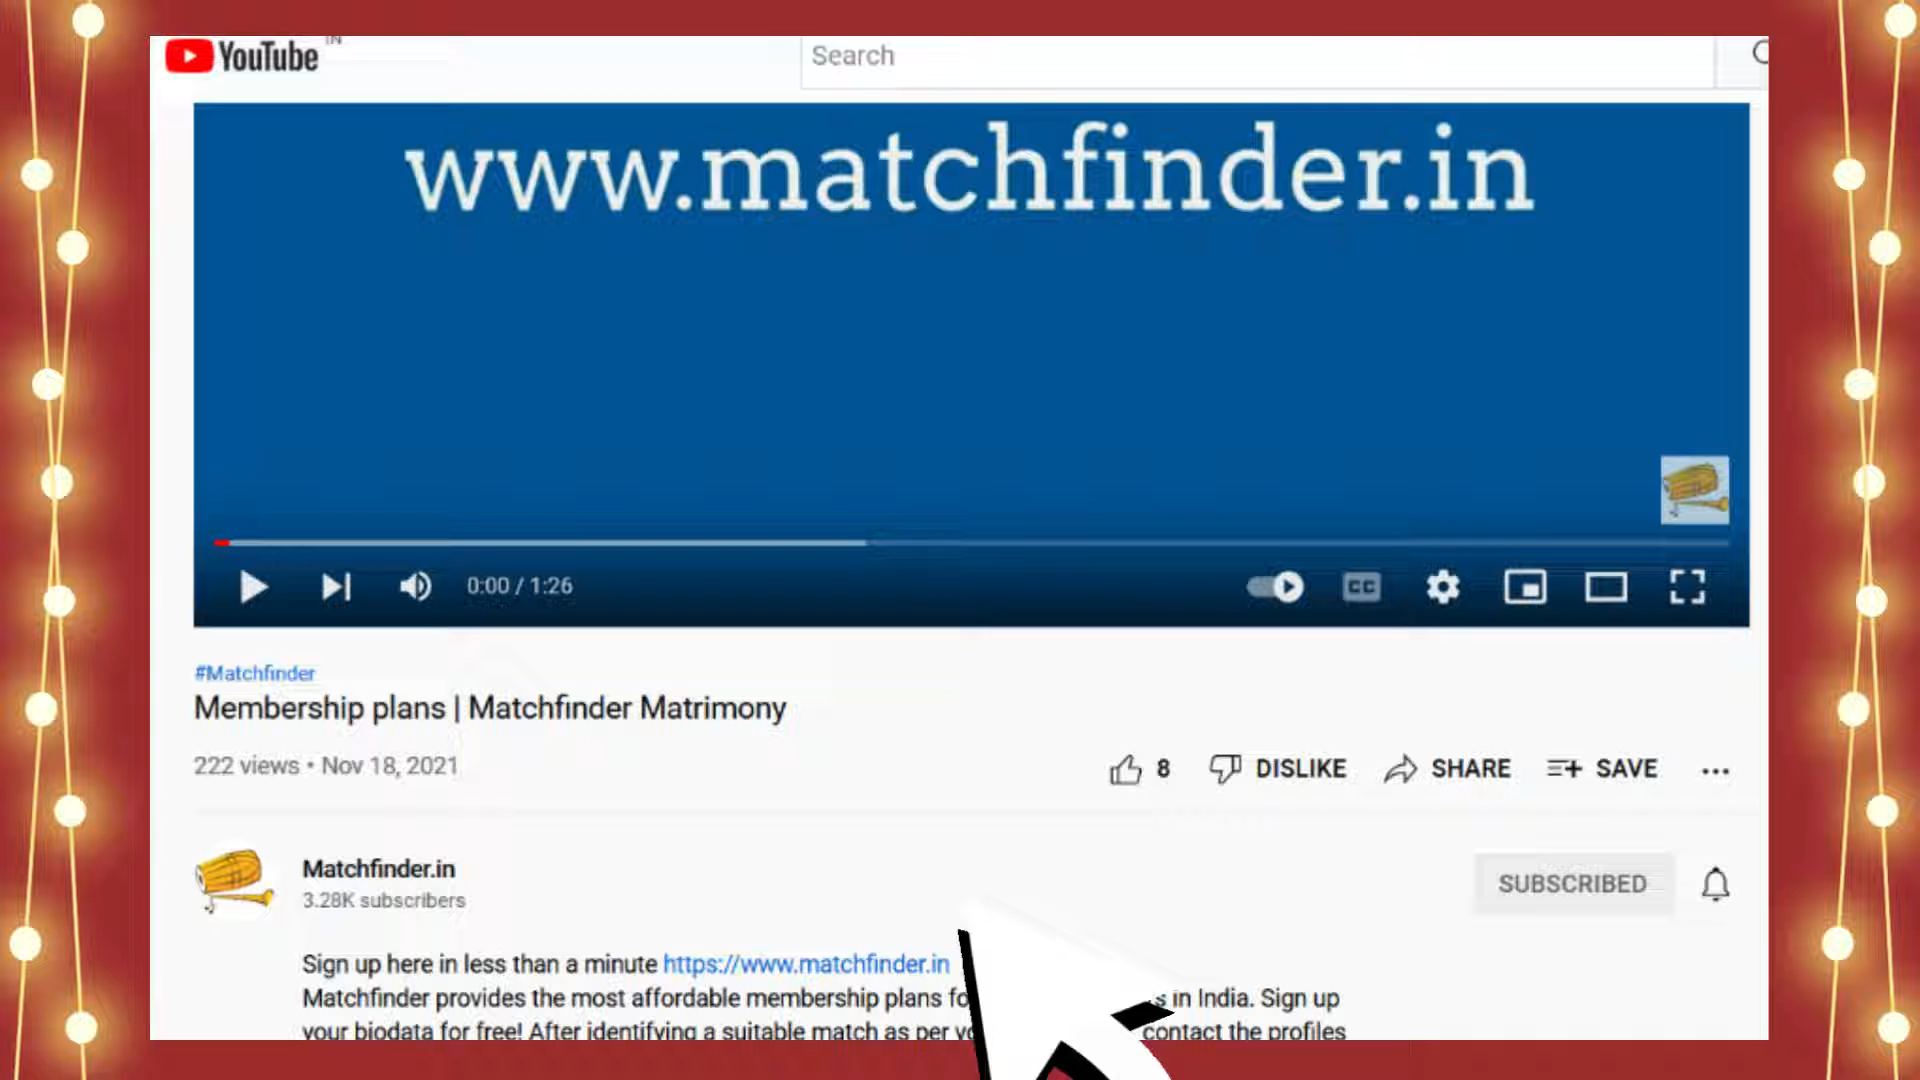 YouTube IN
Search
www.matchfinder.in
0:00 / 1:26
CC
#Matchfinder
Membership plans | Matchfinder Matrimony
222 views • Nov 18, 2021
8 DISLIKE SHARE SAVE
Matchfinder.in
3.28K subscribers
SUBSCRIBED
Sign up here in less than a minute https://www.matchfinder.in
Matchfinder provides the most affordable membership plans in India. Sign up
your biodata for free! After identifying a suitable match as per contact the profiles